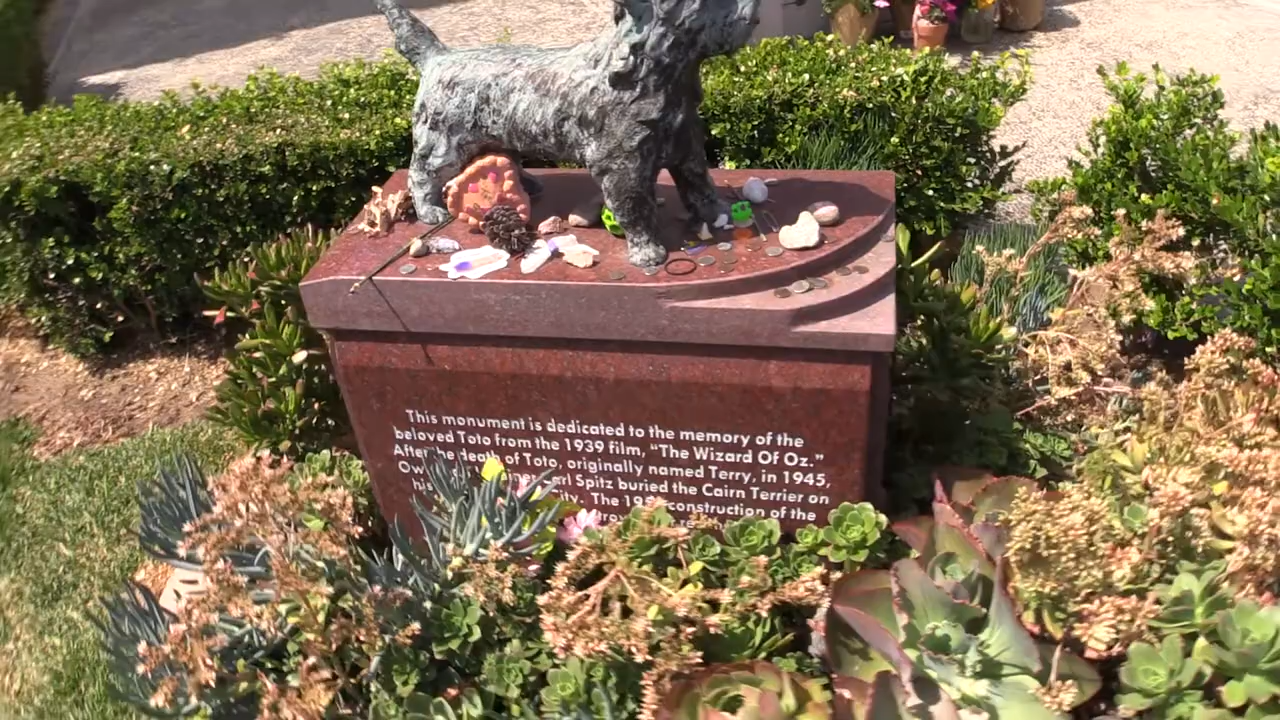 This monument is dedicated to the memory of the
beloved Toto from the 1939 film, "The Wizard Of Oz."
After the death of Toto, originally named Terry, in 1945,
Carl Spitz buried the Cairn Terrier on
his The construction of the